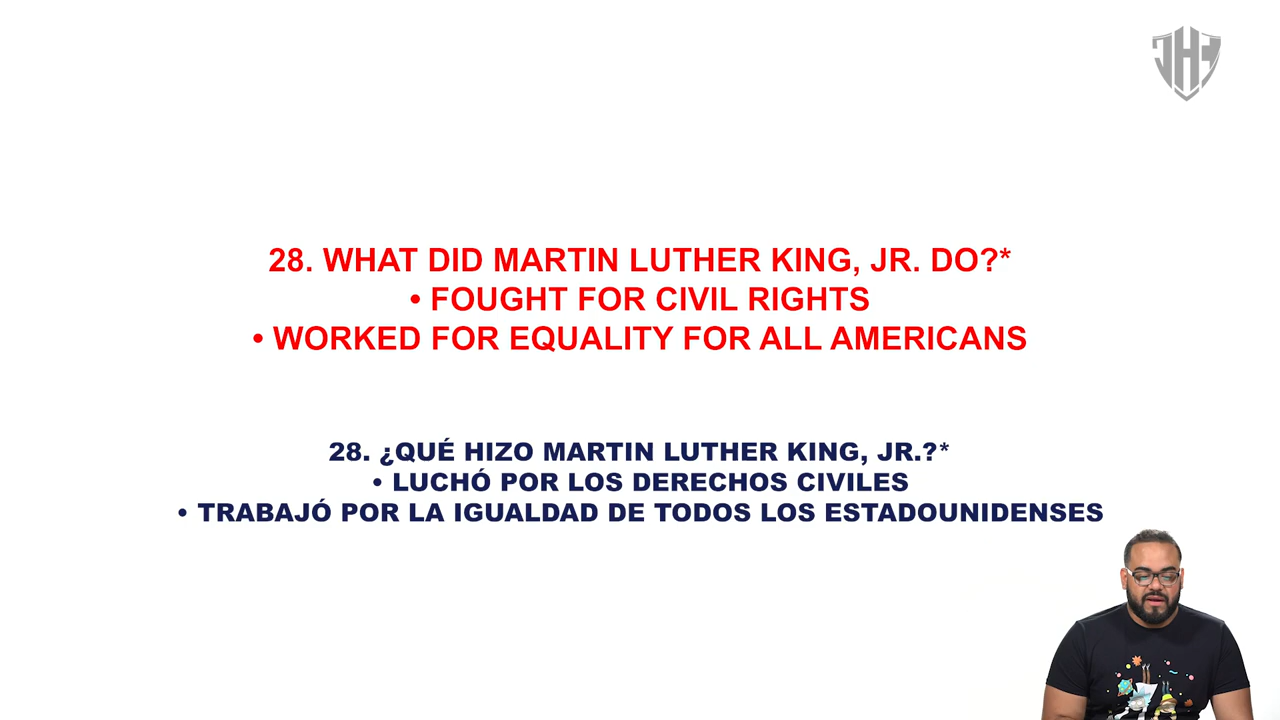 JHF
28. WHAT DID MARTIN LUTHER KING, JR. DO?*
• FOUGHT FOR CIVIL RIGHTS
• WORKED FOR EQUALITY FOR ALL AMERICANS
28. ¿QUÉ HIZO MARTIN LUTHER KING, JR.?*
• LUCHÓ POR LOS DERECHOS CIVILES
• TRABAJÓ POR LA IGUALDAD DE TODOS LOS ESTADOUNIDENSES